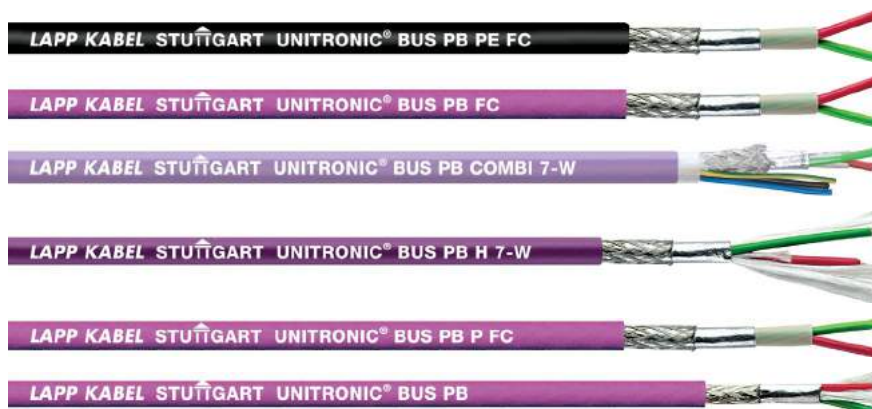 LAPP KABEL STUTTGART UNITRONIC® BUS PB PE FC
LAPP KABEL STUTTGART UNITRONIC® BUS PB FC
LAPP KABEL STUTTGART UNITRONIC® BUS PB COMBI 7-W
LAPP KABEL STUTTGART UNITRONIC® BUS PB H 7-W
LAPP KABEL STUTTGART UNITRONIC® BUS PB P FC
LAPP KABEL STUTTGART UNITRONIC® BUS PB